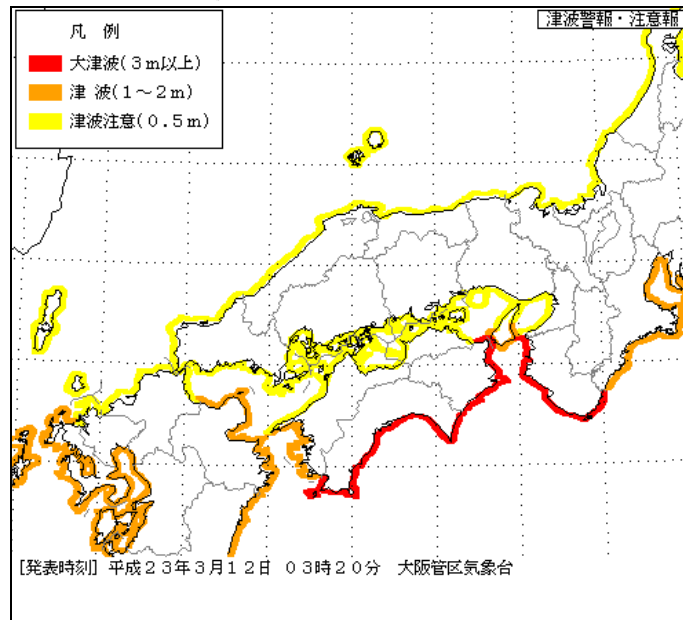 津波警報・注意報
凡 例
大津波(3m以上)
津 波(1~2m)
津波注意(0.5m)
[発表時刻] 平成23年3月12日 03時20分 大阪管区気象台